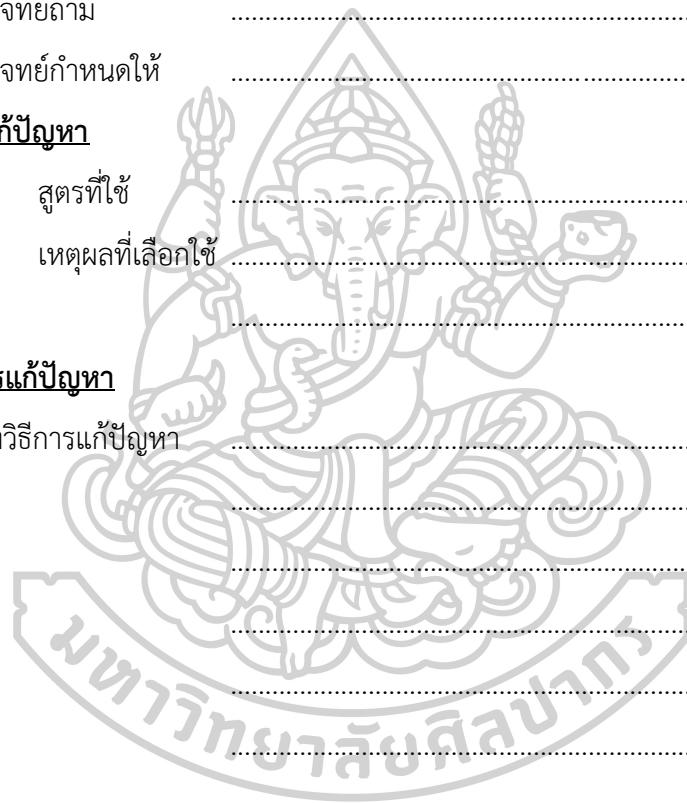 จทย์ถาม ................................................................
จทย์กำหนดให้ ................................................................
ก้ปัญหา
สูตรที่ใช้ ................................................................
เหตุผลที่เลือกใช้ ................................................................
................................................................
รแก้ปัญหา
วิธีการแก้ปัญหา ................................................................
................................................................
................................................................
................................................................
................................................................
................................................................
มหาวิทยาลัยศิลปากร